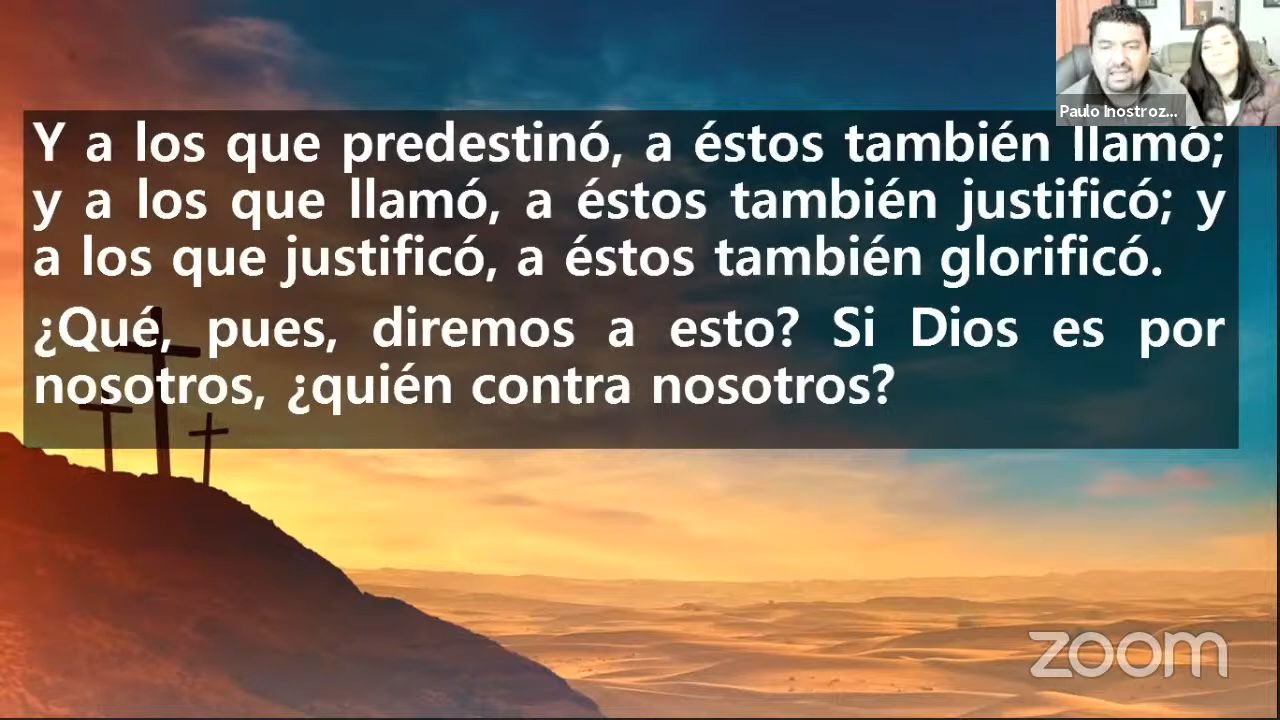 Paulo Inostroz...
Y a los que predestinó, a éstos también llamó;
y a los que llamó, a éstos también justificó; y
a los que justificó, a éstos también glorificó.
¿Qué, pues, diremos a esto? Si Dios es por
nosotros, ¿quién contra nosotros?
zoom